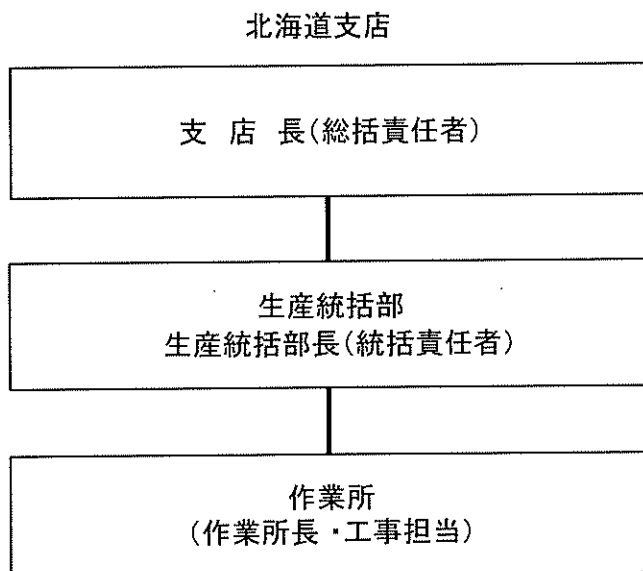 北海道支店
支 店 長(総括責任者)
生産統括部
生産統括部長(統括責任者)
作業所
(作業所長・工事担当)